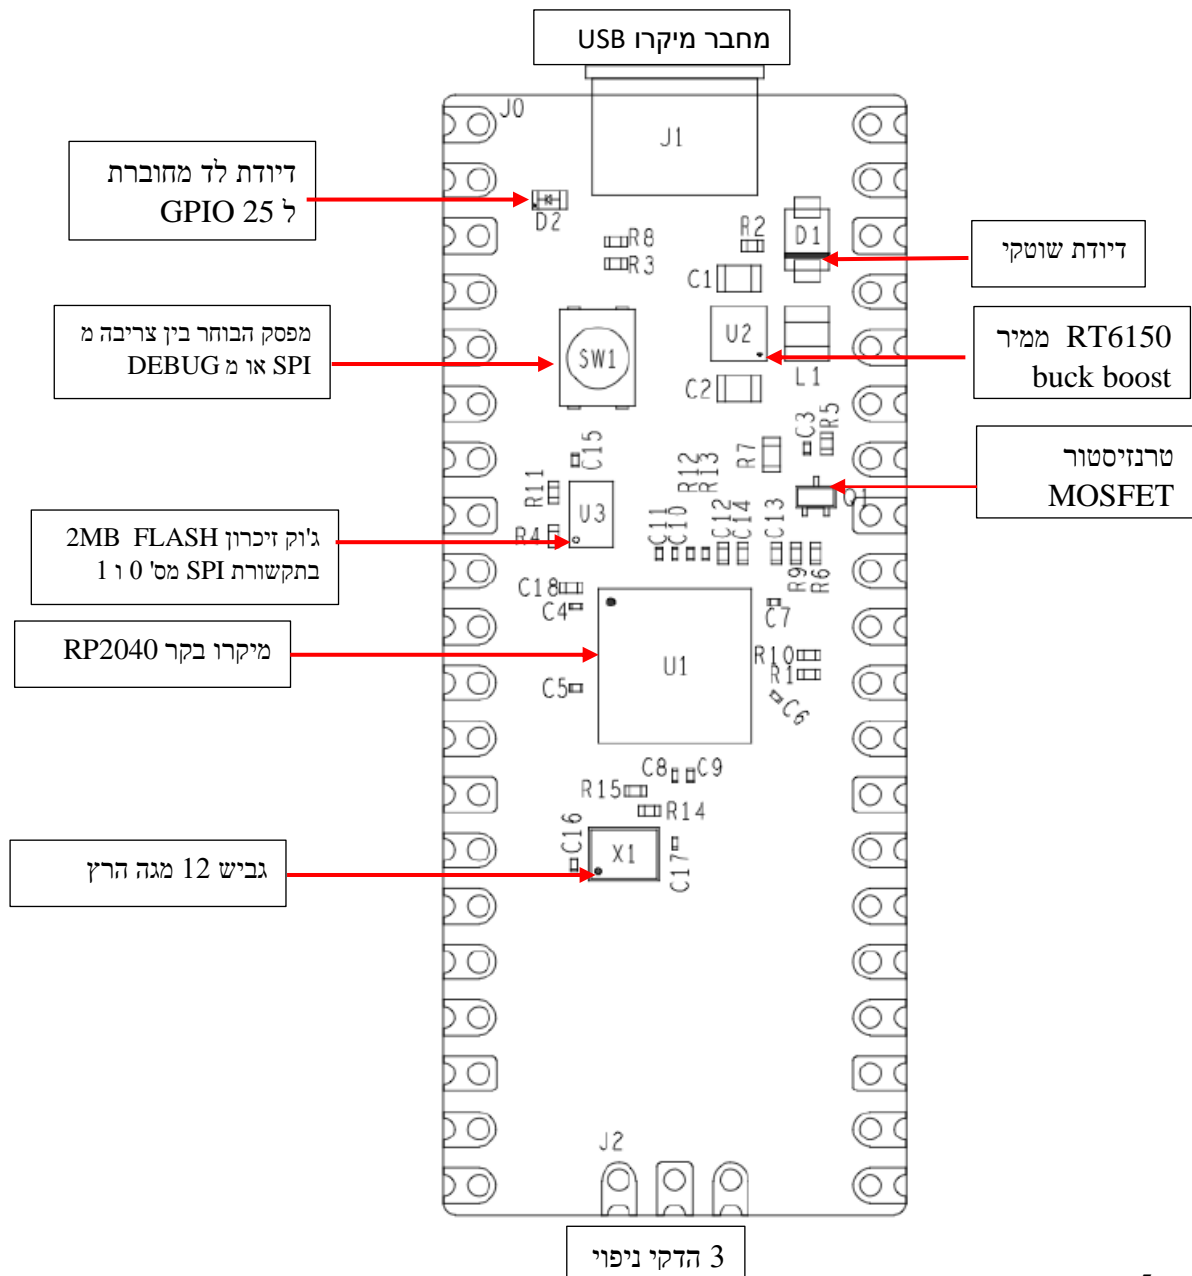 מחבר מיקרו USB
J0
J1
דיודת לד מחוברת
ל GPIO 25
D2
R8
R3
R2
D1
דיודת שוטקי
C1
מפסק הבוחר בין צריבה מ
SPI או מ DEBUG
SW1
U2
L1
RT6150 ממיר
buck boost
C2
C3
R5
R7
C15
R12
R13
טרנזיסטור
MOSFET
Q1
R11
U3
R4
C11
C10
C12
C14
C13
R9
R6
ג'וק זיכרון 2MB FLASH
בתקשורת SPI מס' 0 ו 1
C18
C4
C7
מיקרו בקר RP2040
U1
R10
R1
C5
C6
C8
C9
R15
R14
C16
X1
C17
גביש 12 מגה הרץ
J2
3 הדקי ניפוי